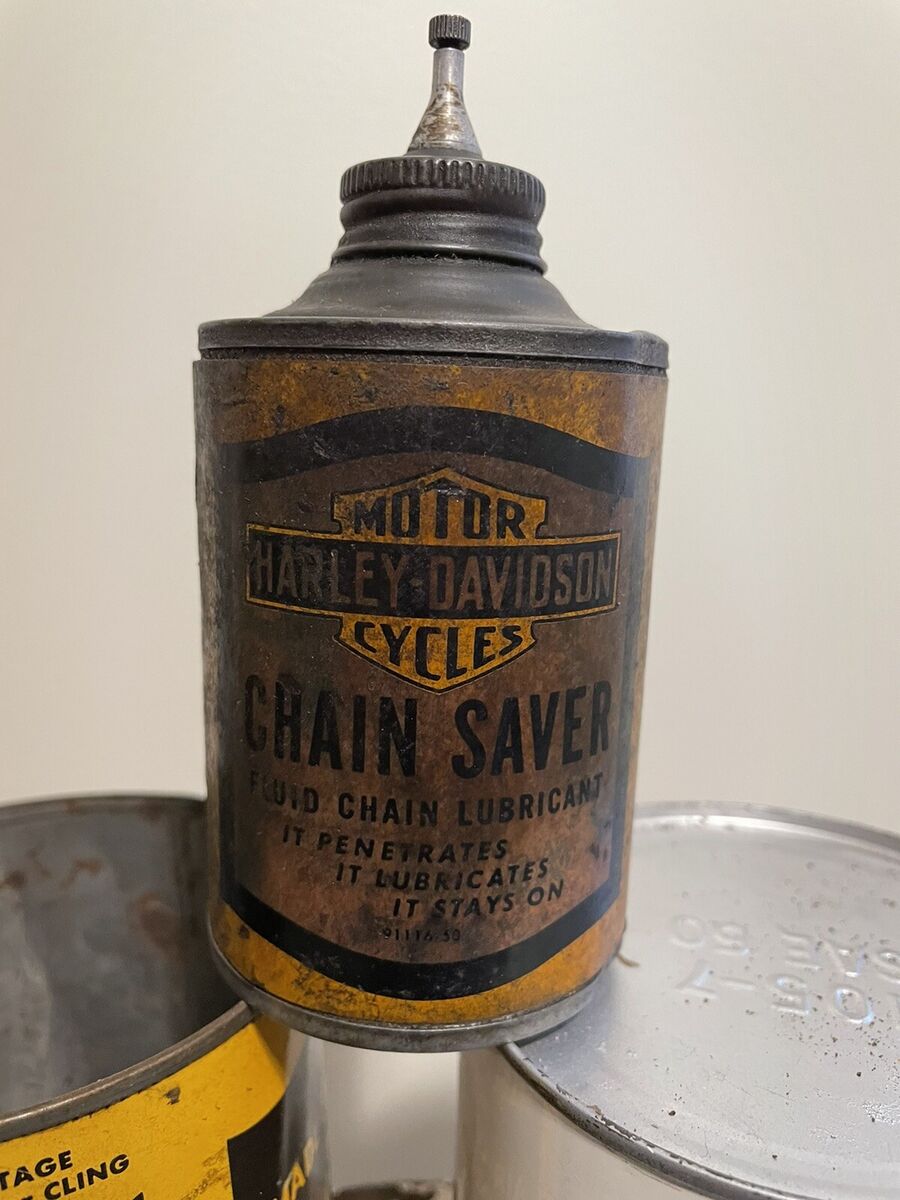 MOTOR
HARLEY-DAVIDSON
CYCLES
CHAIN SAVER
FLUID CHAIN LUBRICANT
IT PENETRATES
IT LUBRICATES
IT STAYS ON
91116-50
TAGE
CLING